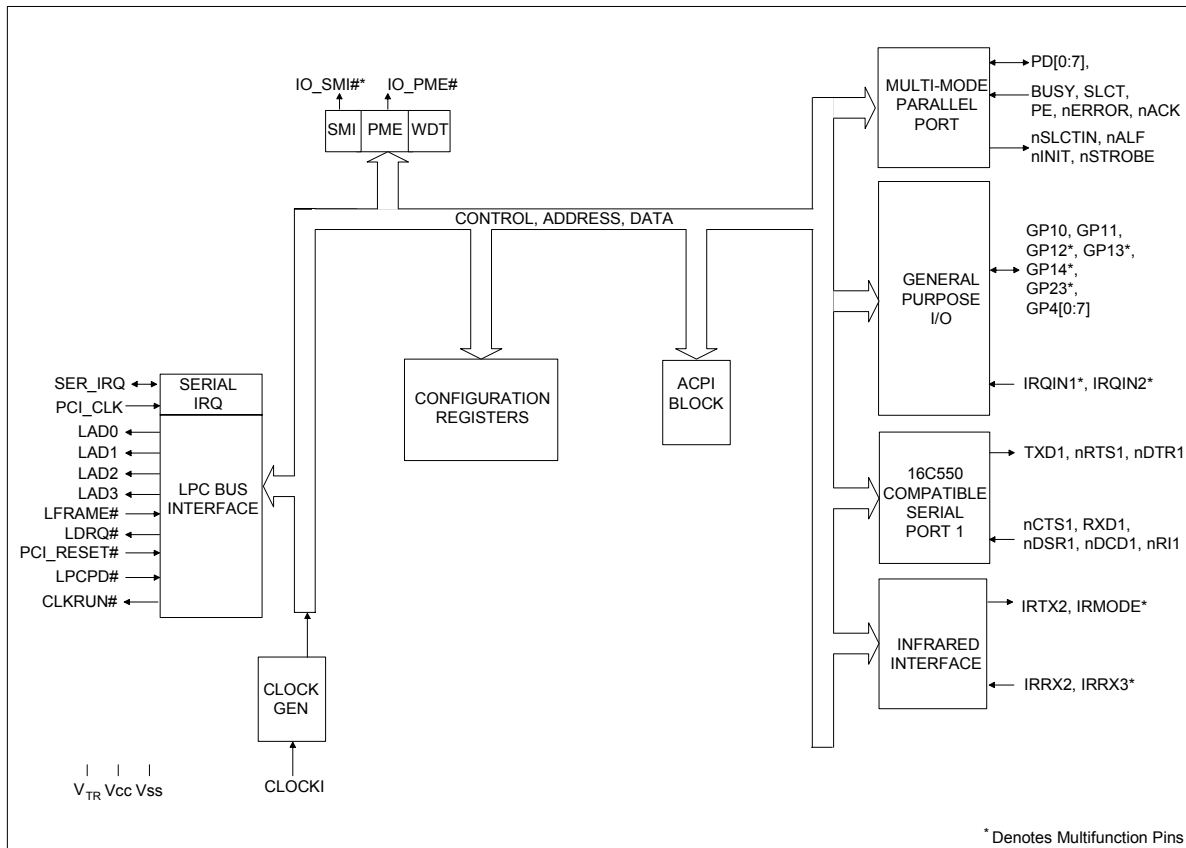 IO_SMI#*
IO_PME#
SMI
PME
WDT
CONTROL, ADDRESS, DATA
MULTI-MODE
PARALLEL
PORT
PD[0:7],
BUSY, SLCT,
PE, nERROR, nACK
nSLCTIN, nALF
nINIT, nSTROBE
GENERAL
PURPOSE
I/O
GP10, GP11,
GP12*, GP13*,
GP14*,
GP23*,
GP4[0:7]
IRQIN1*, IRQIN2*
SER_IRQ
PCI_CLK
SERIAL
IRQ
LAD0
LAD1
LAD2
LAD3
LFRAME#
LDRQ#
PCI_RESET#
LPCPD#
CLKRUN#
LPC BUS
INTERFACE
CONFIGURATION
REGISTERS
ACPI
BLOCK
16C550
COMPATIBLE
SERIAL
PORT 1
TXD1, nRTS1, nDTR1
nCTS1, RXD1,
nDSR1, nDCD1, nRI1
INFRARED
INTERFACE
IRTX2, IRMODE*
IRRX2, IRRX3*
CLOCK
GEN
CLOCKI
VTR Vcc Vss
* Denotes Multifunction Pins